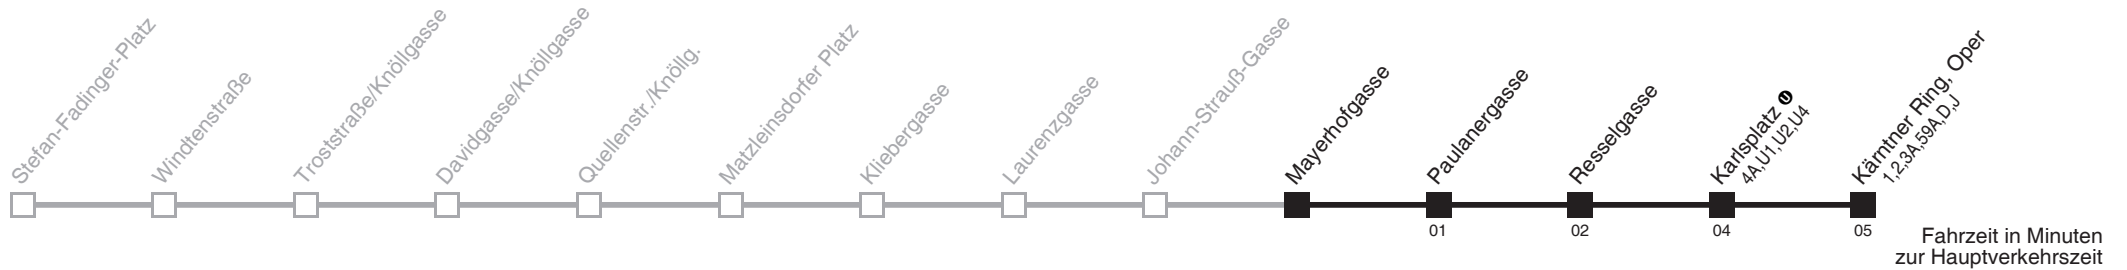 Stefan-Fadinger-Platz
Windtenstraße
Troststraße/Knöllgasse
Davidgasse/Knöllgasse
Quellenstr./Knöllg.
Matzleinsdorfer Platz
Kliebergasse
Laurenzgasse
Johann-Strauß-Gasse
Mayerhofgasse
Paulanergasse
Resselgasse
Karlsplatz U
4A,U1,U2,U4
Kärntner Ring, Oper
1,2,3A,59A,D,J
01
02
04
05
Fahrzeit in Minuten
zur Hauptverkehrszeit